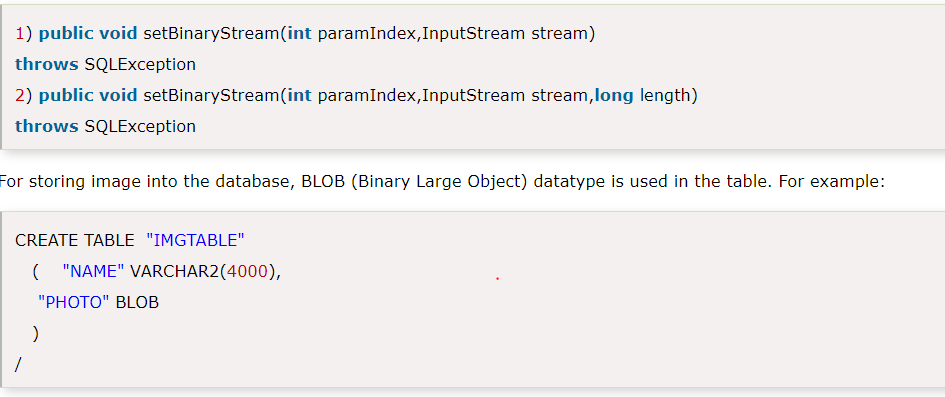 1) public void setBinaryStream(int paramIndex,InputStream stream)
throws SQLException
2) public void setBinaryStream(int paramIndex,InputStream stream,long length)
throws SQLException
For storing image into the database, BLOB (Binary Large Object) datatype is used in the table. For example:
CREATE TABLE  "IMGTABLE"
(    "NAME" VARCHAR2(4000),
"PHOTO" BLOB
)
/